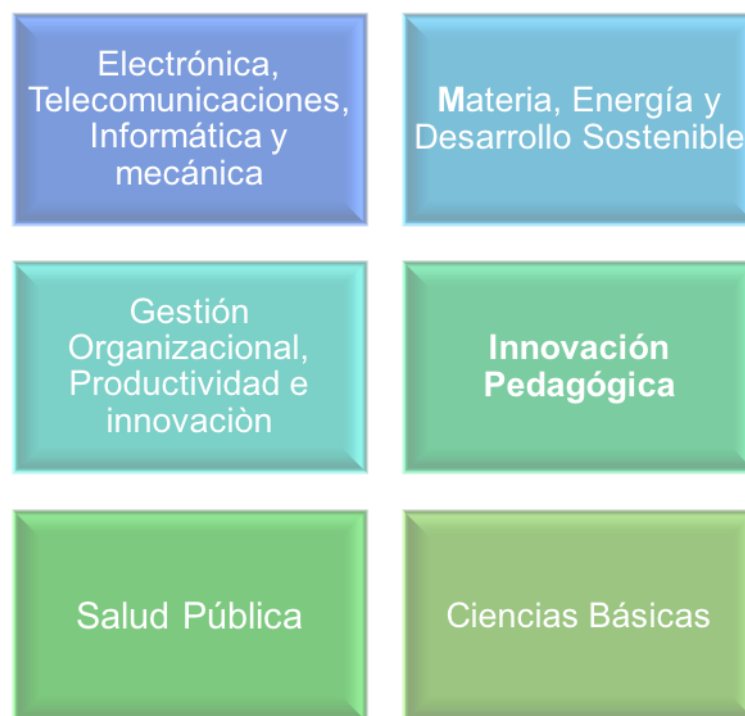 Electrónica,
Telecomunicaciones,
Informática y
mecánica
Materia, Energía y
Desarrollo Sostenible
Gestión
Organizacional,
Productividad e
innovaciòn
Innovación
Pedagógica
Salud Pública
Ciencias Básicas